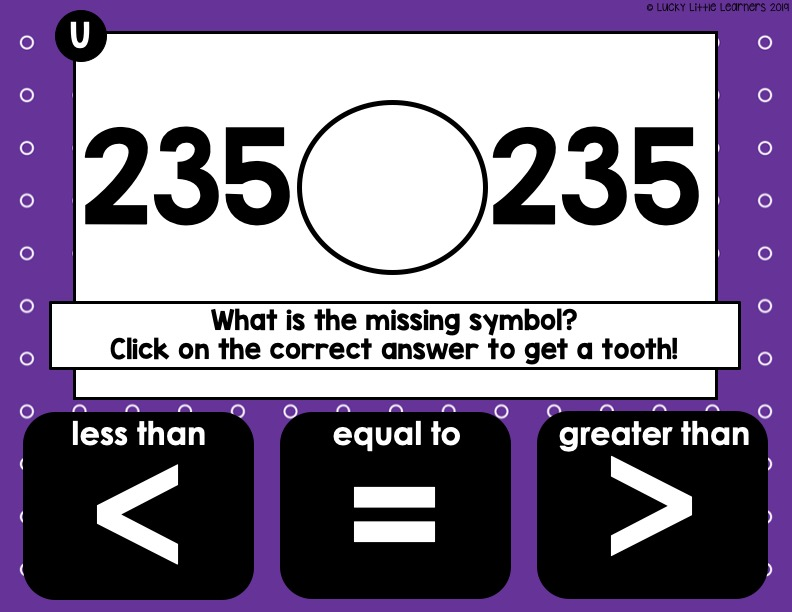 © Lucky Little Learners 2019
U
235 235
What is the missing symbol?
Click on the correct answer to get a tooth!
less than equal to greater than
< = >